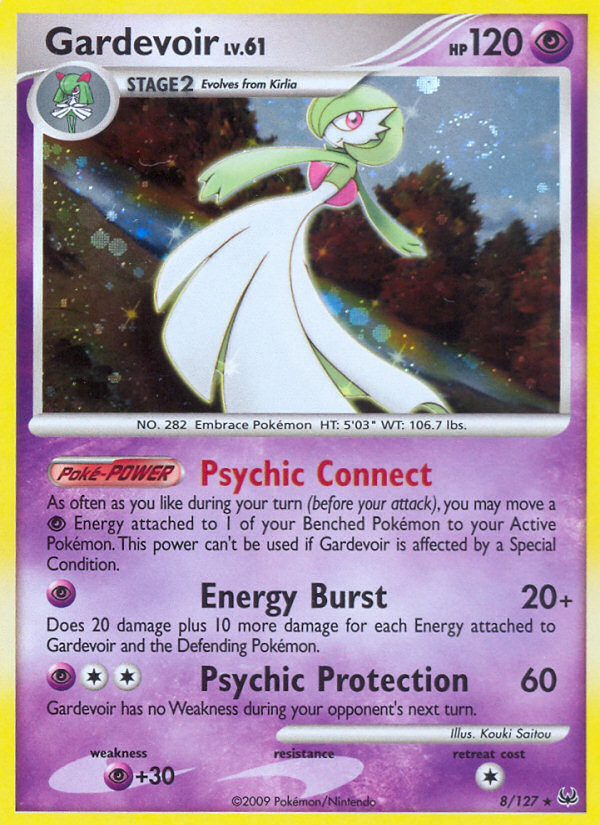 Gardevoir LV.61 HP 120
STAGE2 Evolves from Kirlia
NO. 282 Embrace Pokémon HT: 5'03" WT: 106.7 lbs.
Poké-POWER Psychic Connect
As often as you like during your turn (before your attack), you may move a
Energy attached to 1 of your Benched Pokémon to your Active
Pokémon. This power can't be used if Gardevoir is affected by a Special
Condition.
Energy Burst 20+
Does 20 damage plus 10 more damage for each Energy attached to
Gardevoir and the Defending Pokémon.
Psychic Protection 60
Gardevoir has no Weakness during your opponent's next turn.
Illus. Kouki Saitou
weakness resistance retreat cost
+30
©2009 Pokémon/Nintendo 8/127 ★